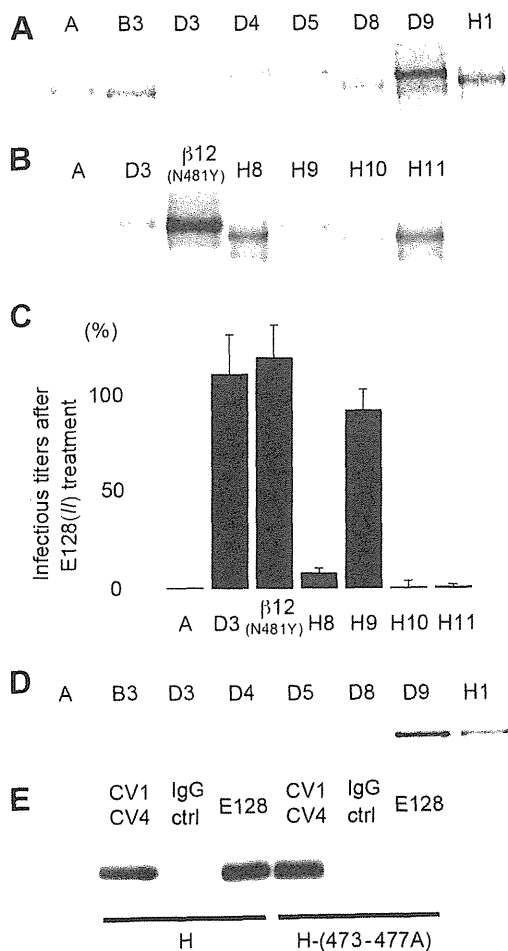 A
A B3 D3 D4 D5 D8 D9 H1
B
A D3 β12 (N481Y) H8 H9 H10 H11
C
(%)
100
50
0
Infectious titers after
E128(II) treatment
A D3 β12 (N481Y) H8 H9 H10 H11
D
A B3 D3 D4 D5 D8 D9 H1
E
CV1 IgG E128 CV1 IgG E128
CV4 ctrl CV4 ctrl
H H-(473-477A)